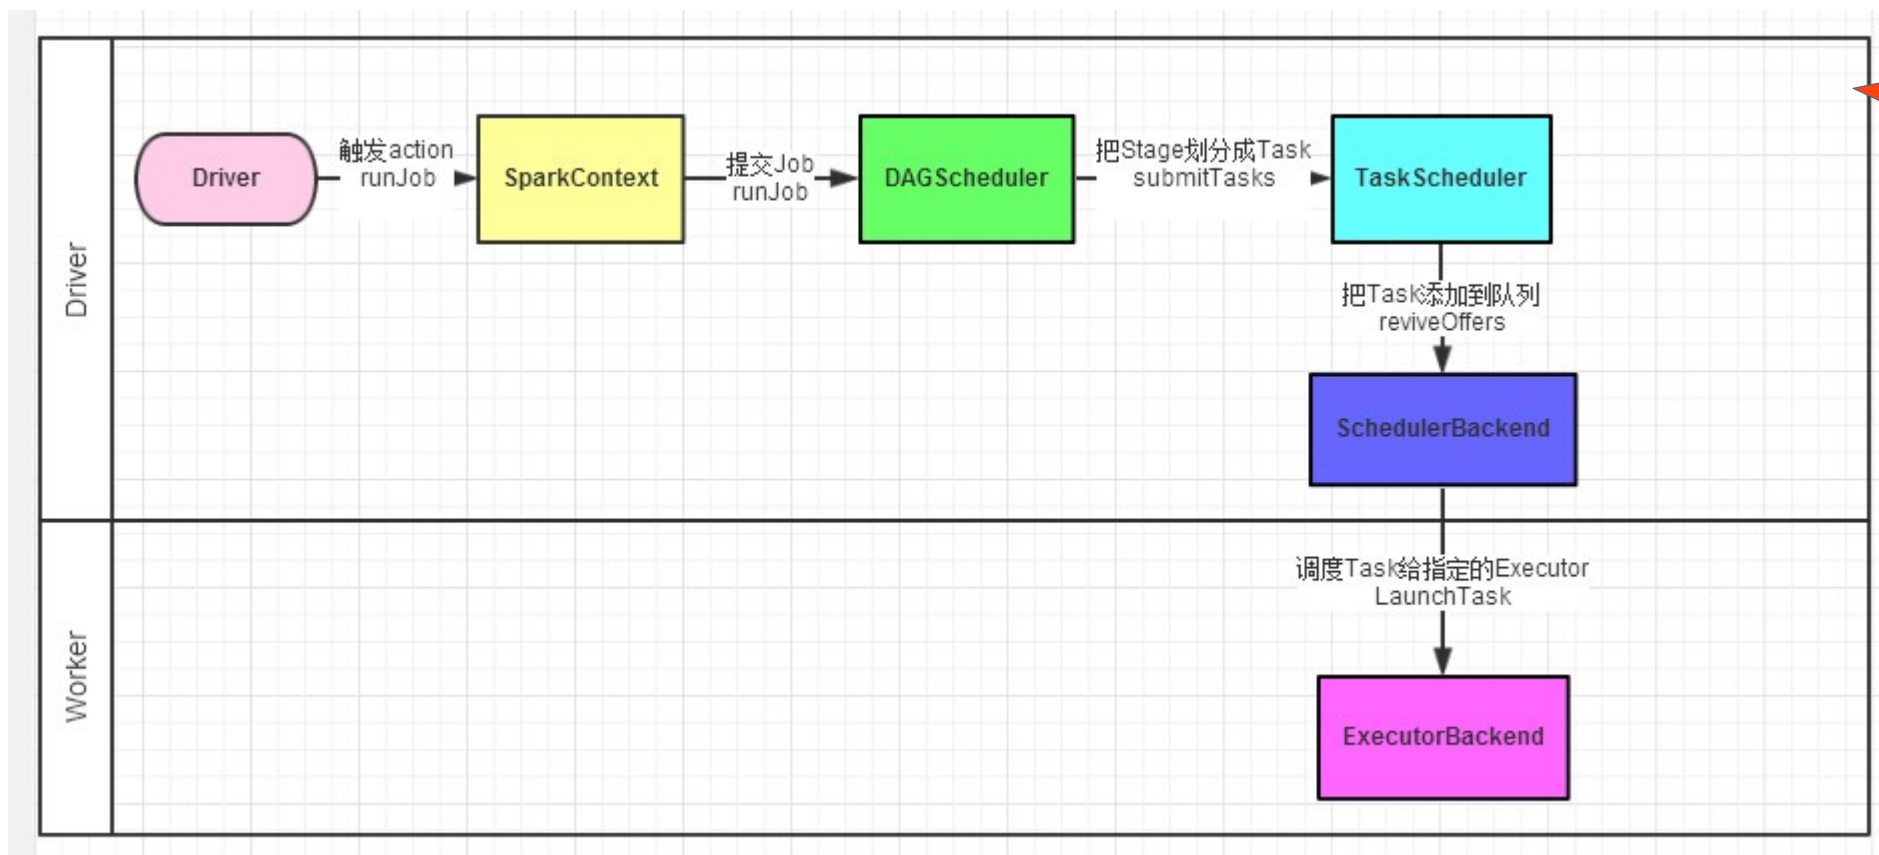 Driver
Driver
触发action
runJob
SparkContext
提交Job
runJob
DAGScheduler
把Stage划分成Task
submitTasks
TaskScheduler
把Task添加到队列
reviveOffers
SchedulerBackend
Worker
调度Task给指定的Executor
LaunchTask
ExecutorBackend